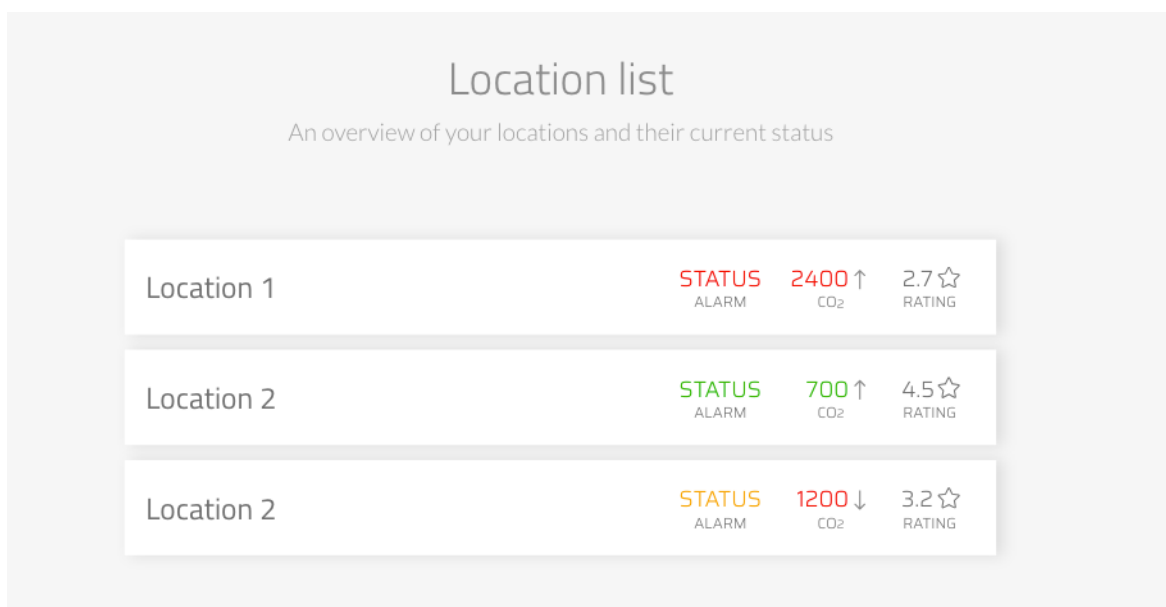 Location list
An overview of your locations and their current status
Location 1
STATUS 2400 ↑ 2.7 ☆
ALARM CO₂ RATING
Location 2
STATUS 700 ↑ 4.5 ☆
ALARM CO₂ RATING
Location 2
STATUS 1200 ↓ 3.2 ☆
ALARM CO₂ RATING